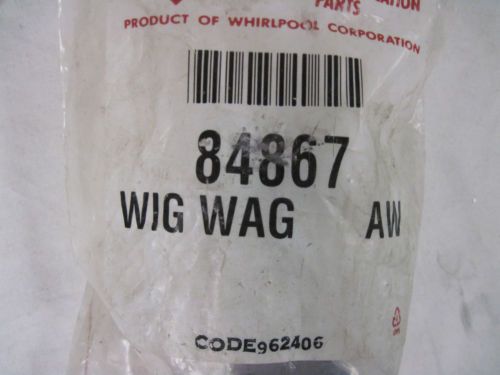 PARTS
PRODUCT OF WHIRLPOOL CORPORATION
84867
WIG WAG AW
CODE962406